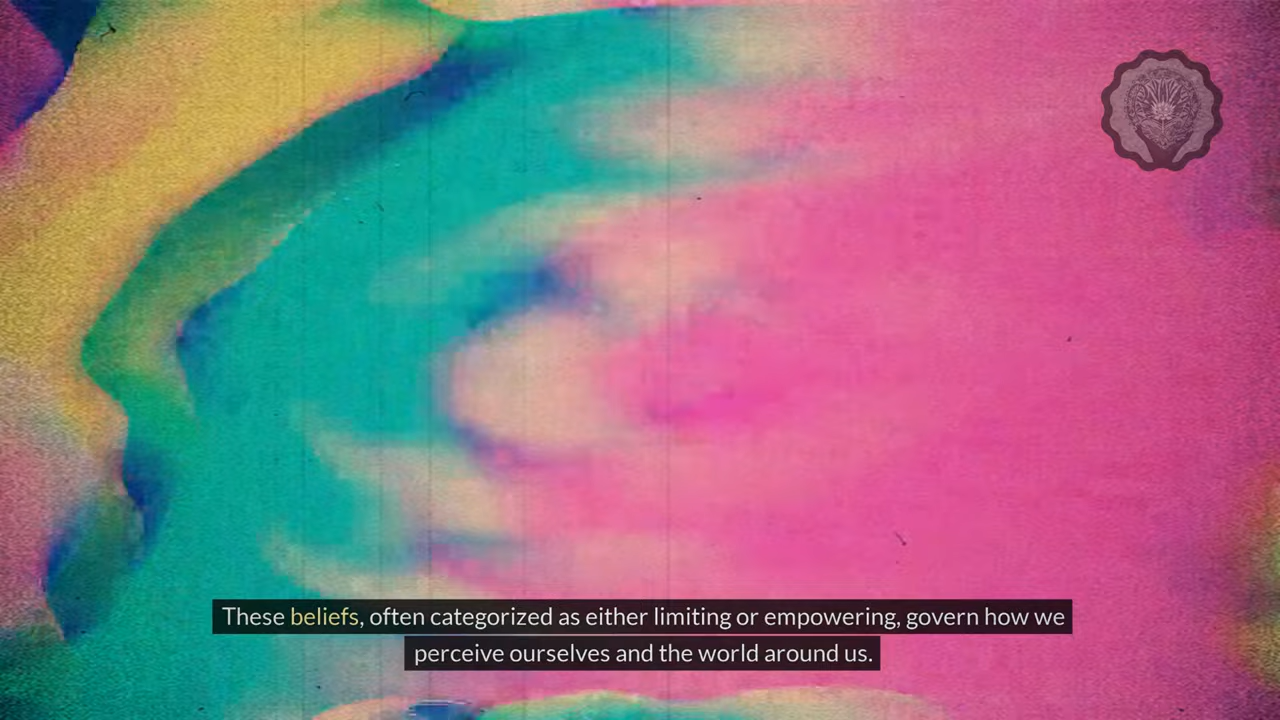 These beliefs, often categorized as either limiting or empowering, govern how we
perceive ourselves and the world around us.